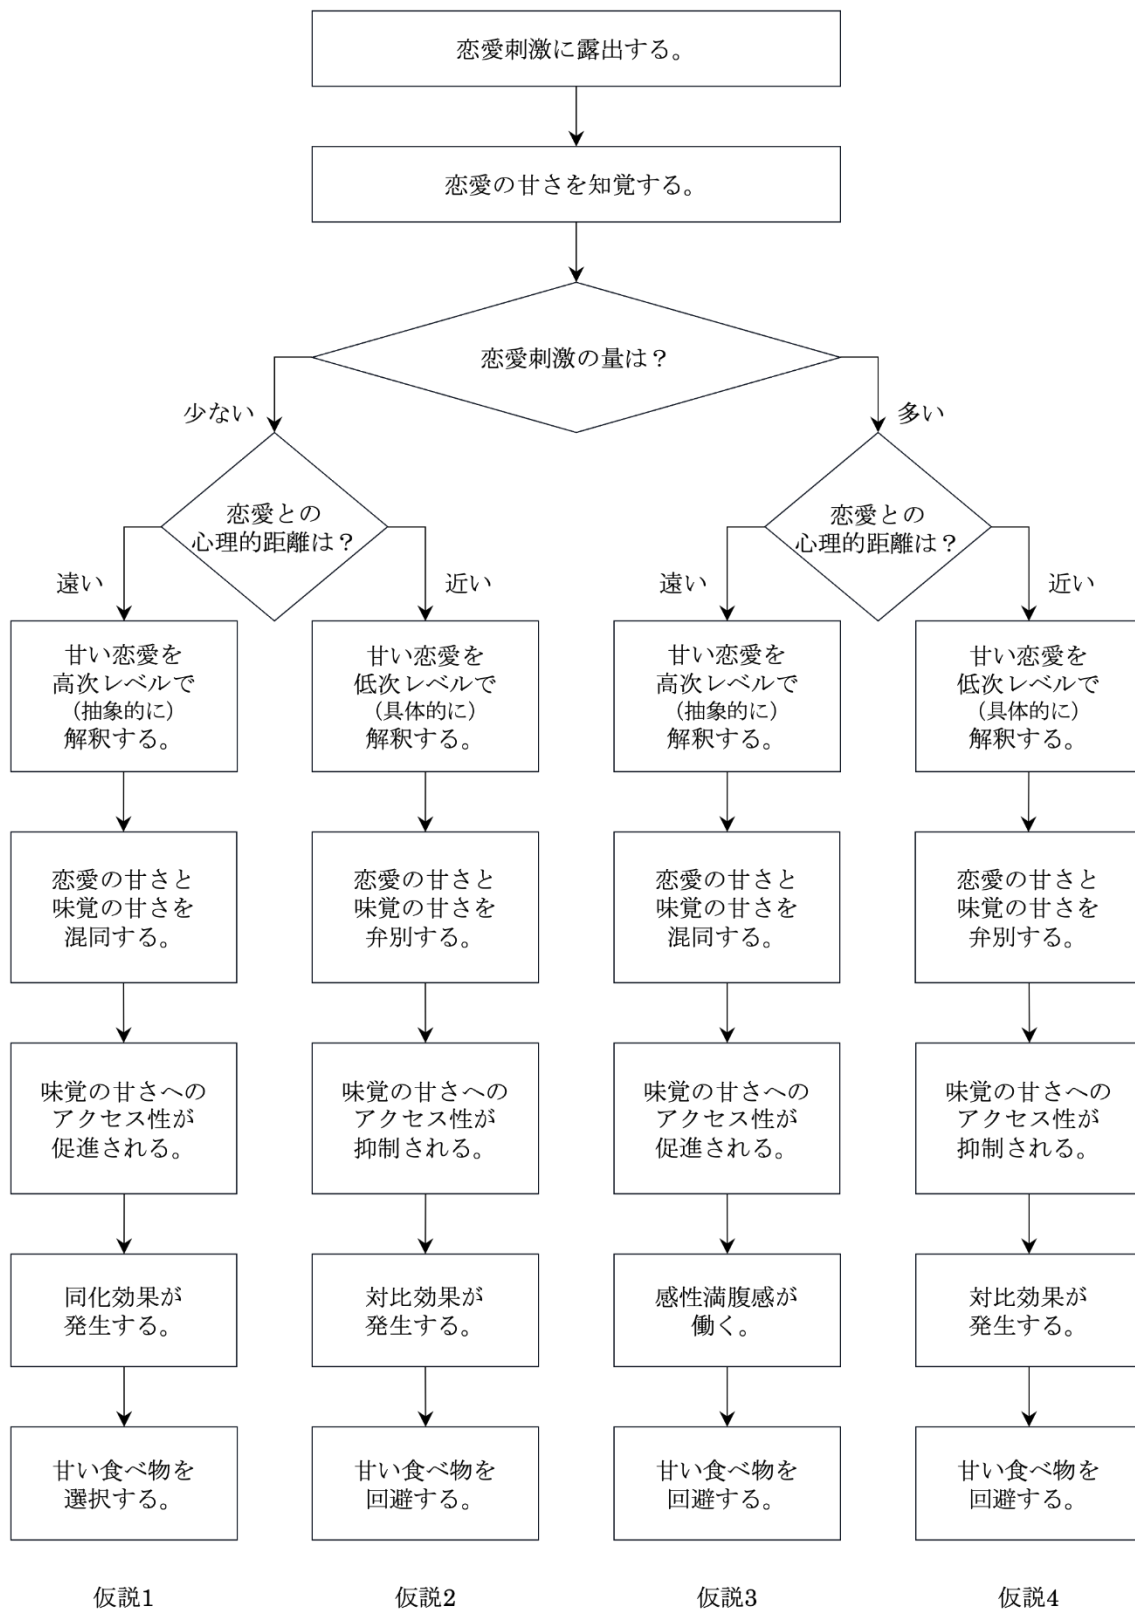 恋愛刺激に露出する。
恋愛の甘さを知覚する。
恋愛刺激の量は？
少ない
多い
恋愛との
心理的距離は？
遠い
近い
恋愛との
心理的距離は？
遠い
近い
甘い恋愛を
高次レベルで
（抽象的に）
解釈する。
甘い恋愛を
低次レベルで
（具体的に）
解釈する。
甘い恋愛を
高次レベルで
（抽象的に）
解釈する。
甘い恋愛を
低次レベルで
（具体的に）
解釈する。
恋愛の甘さと
味覚の甘さを
混同する。
恋愛の甘さと
味覚の甘さを
弁別する。
恋愛の甘さと
味覚の甘さを
混同する。
恋愛の甘さと
味覚の甘さを
弁別する。
味覚の甘さへの
アクセス性が
促進される。
味覚の甘さへの
アクセス性が
抑制される。
味覚の甘さへの
アクセス性が
促進される。
味覚の甘さへの
アクセス性が
抑制される。
同化効果が
発生する。
対比効果が
発生する。
感性満腹感が
働く。
対比効果が
発生する。
甘い食べ物を
選択する。
甘い食べ物を
回避する。
甘い食べ物を
回避する。
甘い食べ物を
回避する。
仮説1
仮説2
仮説3
仮説4